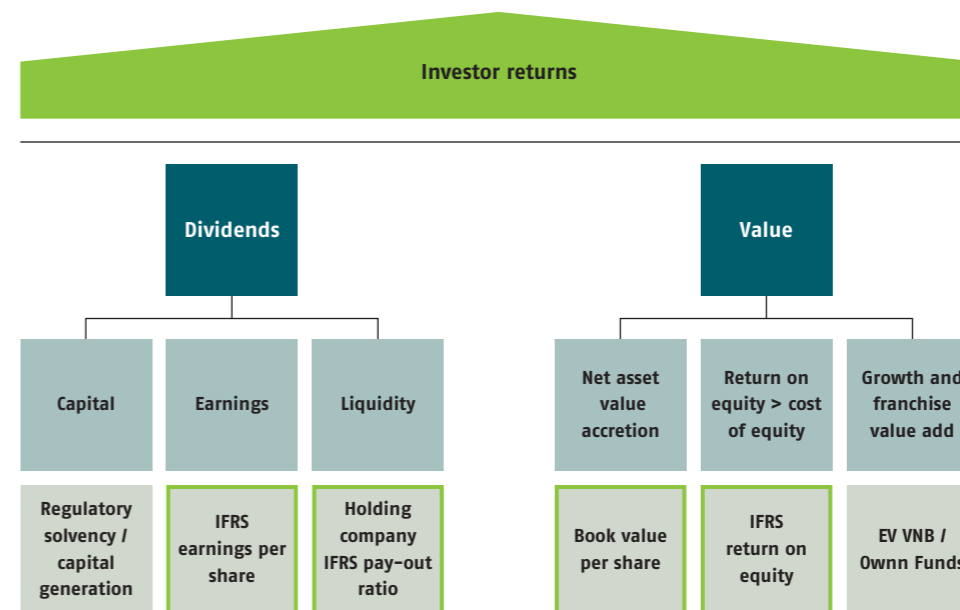 Investor returns
Dividends
Value
Capital
Earnings
Liquidity
Net asset
value
accretion
Return on
equity > cost
of equity
Growth and
franchise
value add
Regulatory
solvency /
capital
generation
IFRS
earnings per
share
Holding
company
IFRS pay-out
ratio
Book value
per share
IFRS
return on
equity
EV VNB /
Ownn Funds